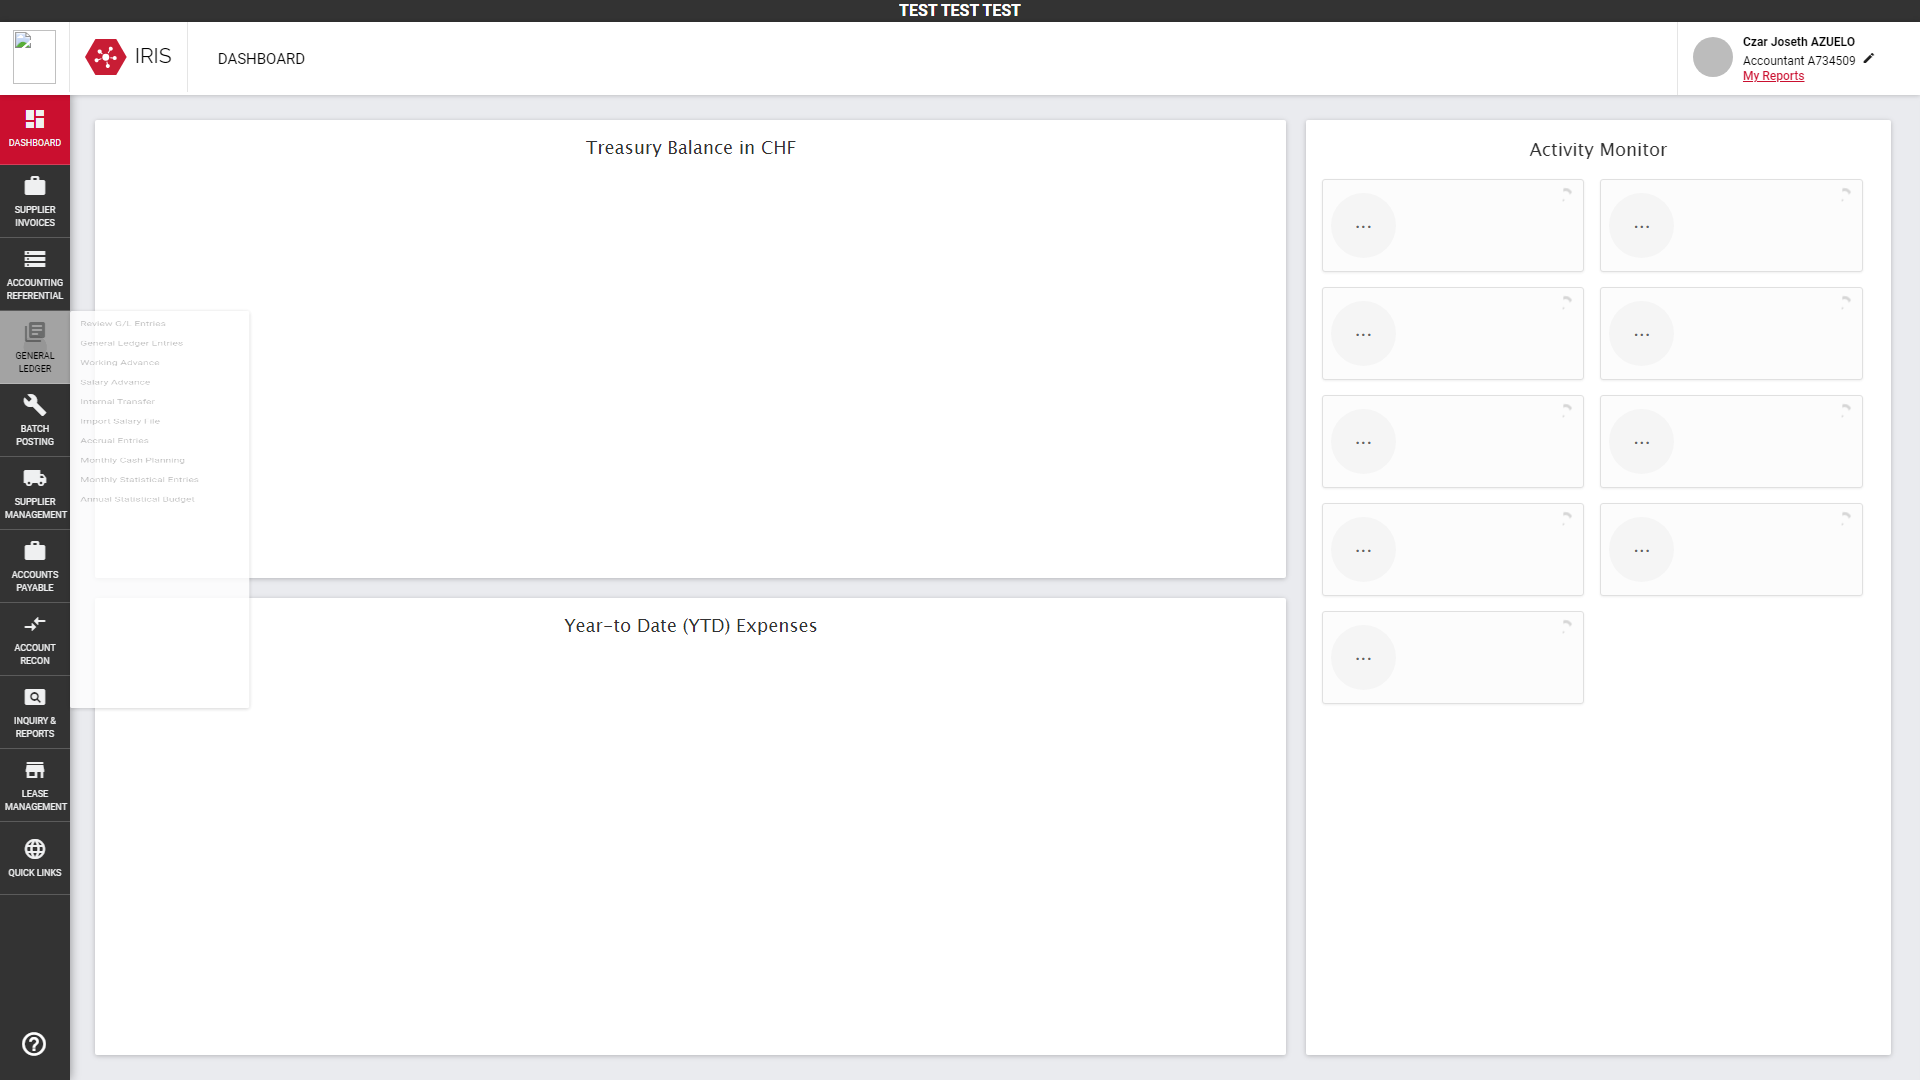 TEST TEST TEST
IRIS
DASHBOARD
Czar Joseth AZUELO
Accountant A734509
My Reports
DASHBOARD
SUPPLIER
INVOICES
ACCOUNTING
REFERENTIAL
GENERAL
LEDGER
BATCH
POSTING
SUPPLIER
MANAGEMENT
ACCOUNTS
PAYABLE
ACCOUNT
RECON
INQUIRY &
REPORTS
LEASE
MANAGEMENT
QUICK LINKS
Review G/L Entries
General Ledger Entries
Working Advance
Salary Advance
Internal Transfer
Import Salary File
Accrual Entries
Monthly Cash Planning
Monthly Statistical Entries
Annual Statistical Budget
Treasury Balance in CHF
Year-to Date (YTD) Expenses
Activity Monitor
... ...
... ...
... ...
... ...
...